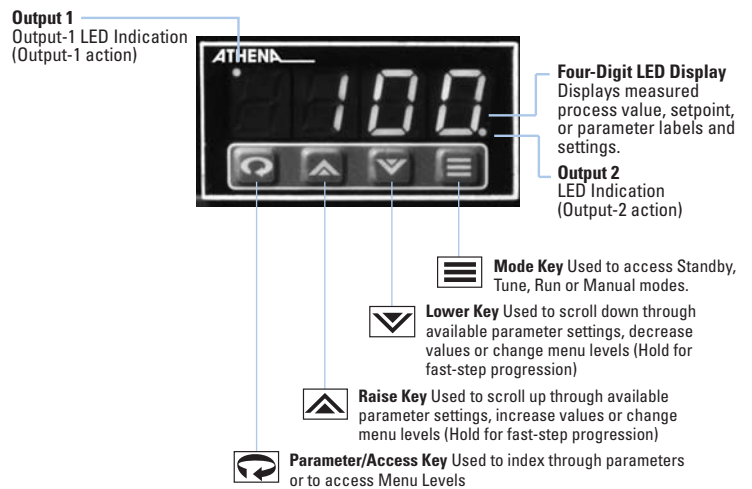 Output 1
Output-1 LED Indication
(Output-1 action)
ATHENA
100.
Four-Digit LED Display
Displays measured
process value, setpoint,
or parameter labels and
settings.
Output 2
LED Indication
(Output-2 action)
Mode Key Used to access Standby,
Tune, Run or Manual modes.
Lower Key Used to scroll down through
available parameter settings, decrease
values or change menu levels (Hold for
fast-step progression)
Raise Key Used to scroll up through available
parameter settings, increase values or change
menu levels (Hold for fast-step progression)
Parameter/Access Key Used to index through parameters
or to access Menu Levels